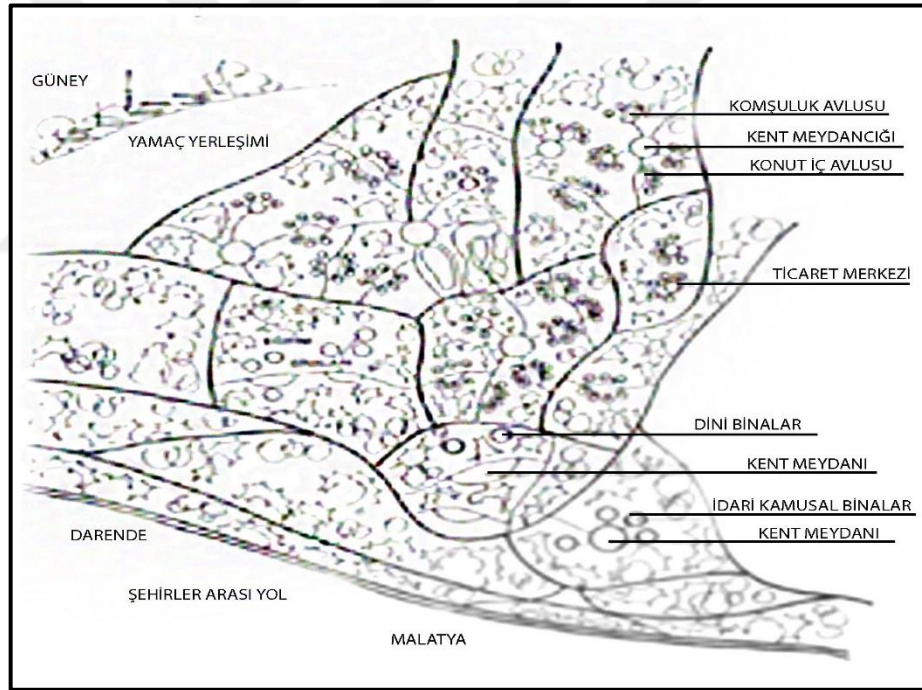 GÜNEY
YAMAÇ YERLEŞİMİ
KOMŞULUK AVLUSU
KENT MEYDANCIĞI
KONUT İÇ AVLUSU
TİCARET MERKEZİ
DİNİ BİNALAR
KENT MEYDANI
İDARİ KAMUSAL BİNALAR
KENT MEYDANI
DARENDE
ŞEHİRLER ARASI YOL
MALATYA